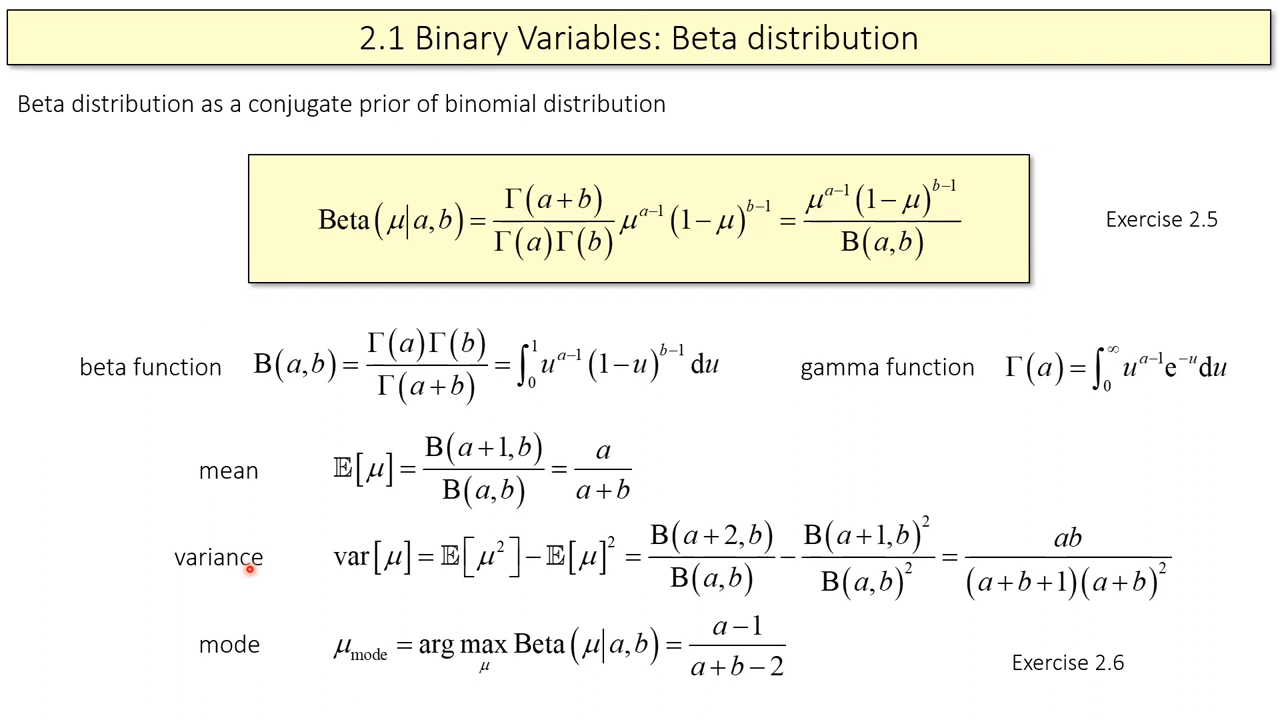 2.1 Binary Variables: Beta distribution
Beta distribution as a conjugate prior of binomial distribution
Beta(μ|a,b) = Γ(a+b)/(Γ(a)Γ(b)) μ^(a−1) (1−μ)^(b−1) = μ^(a−1) (1−μ)^(b−1) / B(a,b)
Exercise 2.5
beta function B(a,b) = Γ(a)Γ(b)/Γ(a+b) = ∫₀¹ u^(a−1) (1−u)^(b−1) du
gamma function Γ(a) = ∫₀^∞ u^(a−1) e^(−u) du
mean 𝔼[μ] = B(a+1,b)/B(a,b) = a/(a+b)
variance var[μ] = 𝔼[μ²] − 𝔼[μ]² = B(a+2,b)/B(a,b) − B(a+1,b)²/B(a,b)² = ab/((a+b+1)(a+b)²)
mode μ_mode = arg max_μ Beta(μ|a,b) = (a−1)/(a+b−2)
Exercise 2.6